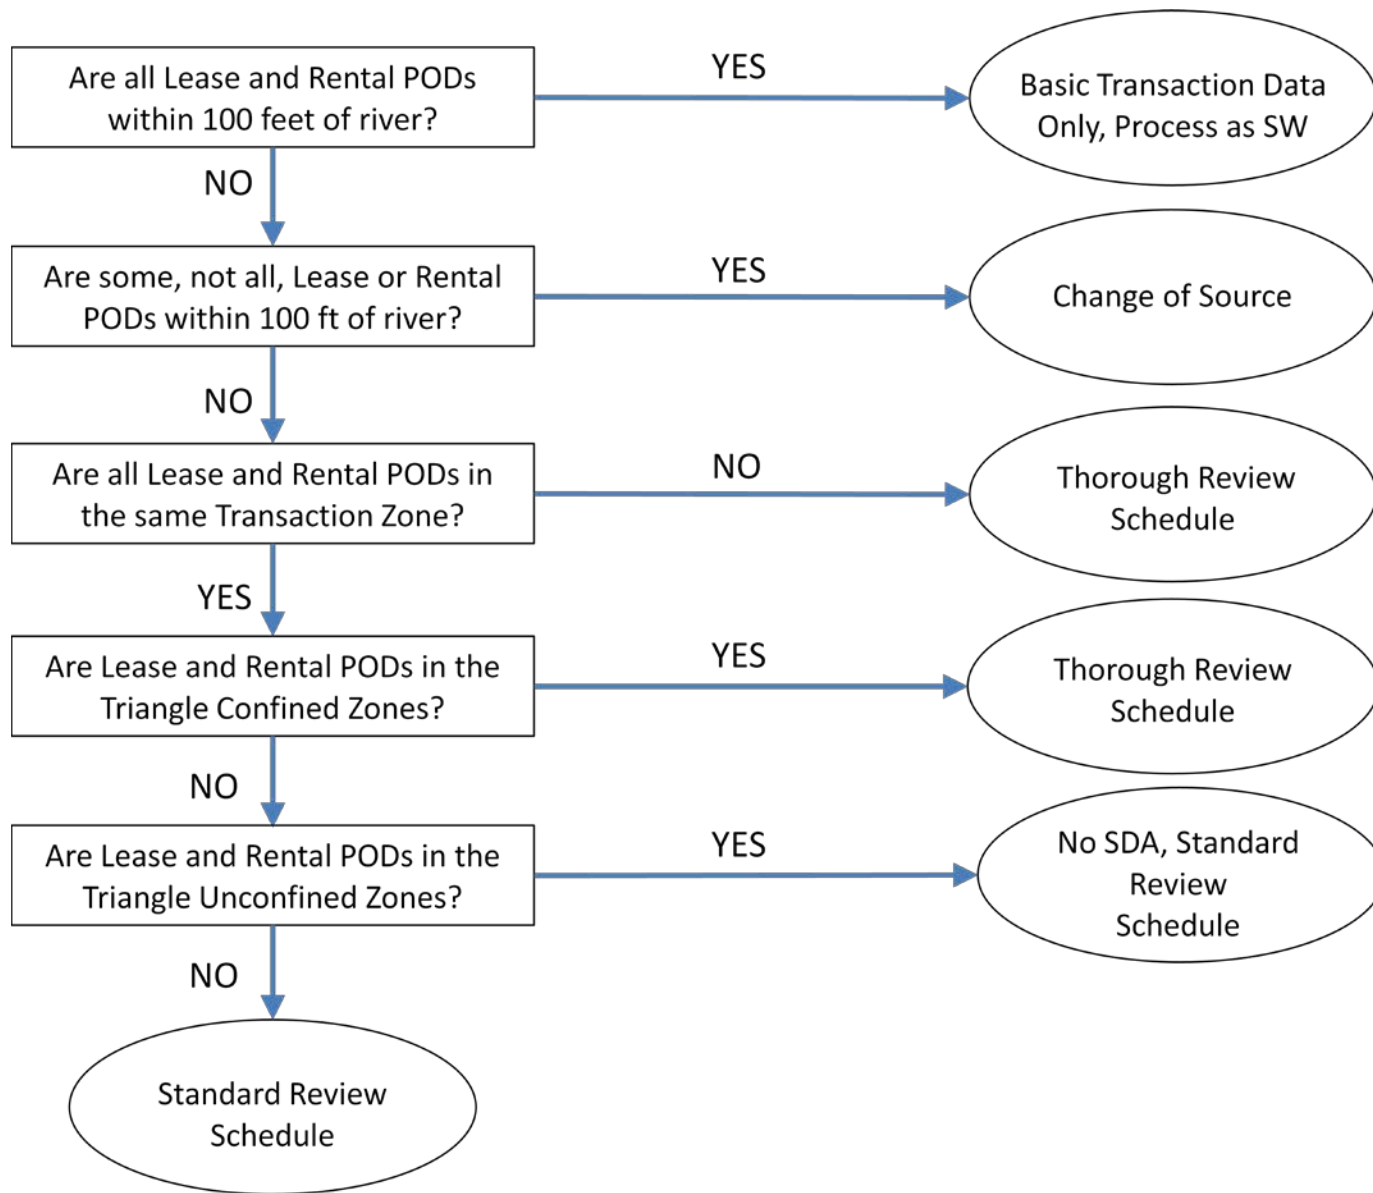 Are all Lease and Rental PODs
within 100 feet of river?
YES
Basic Transaction Data
Only, Process as SW
NO
Are some, not all, Lease or Rental
PODs within 100 ft of river?
YES
Change of Source
NO
Are all Lease and Rental PODs in
the same Transaction Zone?
NO
Thorough Review
Schedule
YES
Are Lease and Rental PODs in the
Triangle Confined Zones?
YES
Thorough Review
Schedule
NO
Are Lease and Rental PODs in the
Triangle Unconfined Zones?
YES
No SDA, Standard
Review
Schedule
NO
Standard Review
Schedule